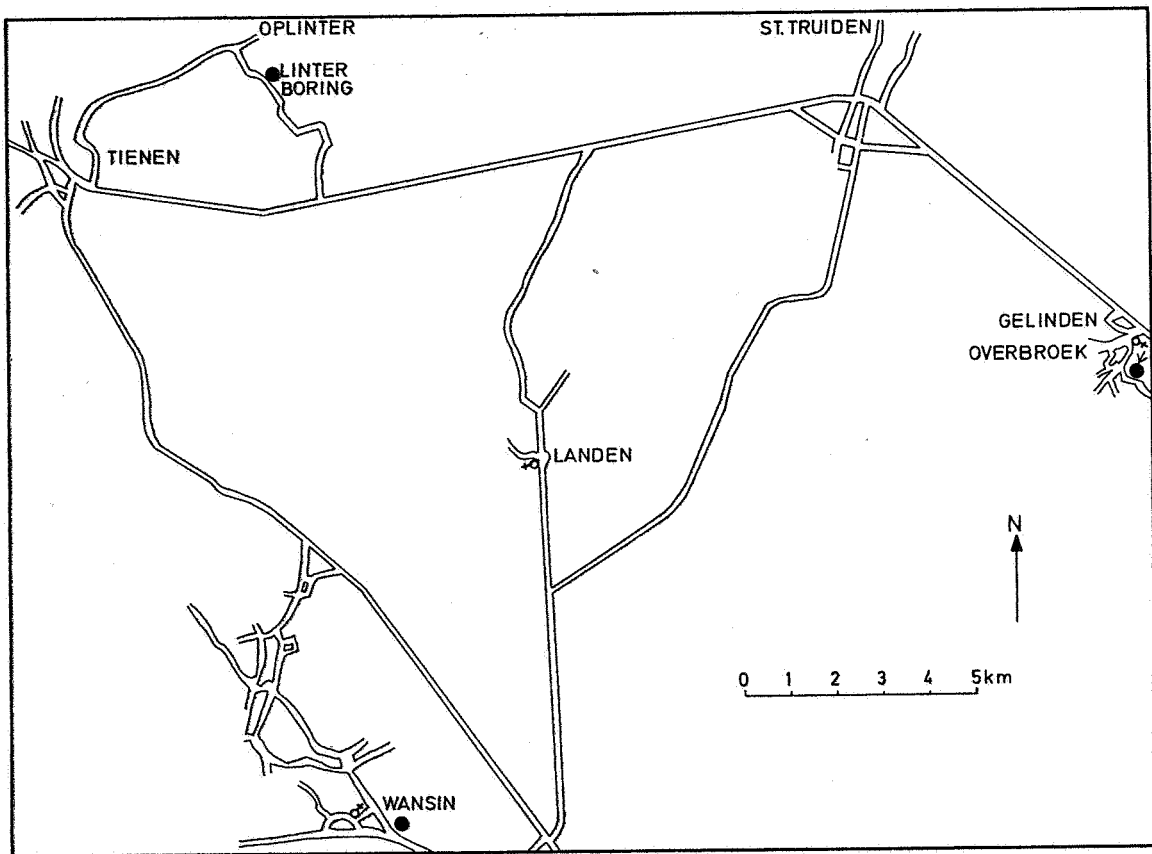 OPLINTER
ST. TRUIDEN
LINTER
BORING
TIENEN
GELINDEN
OVERBROEK
LANDEN
N
0 1 2 3 4 5km
WANSIN